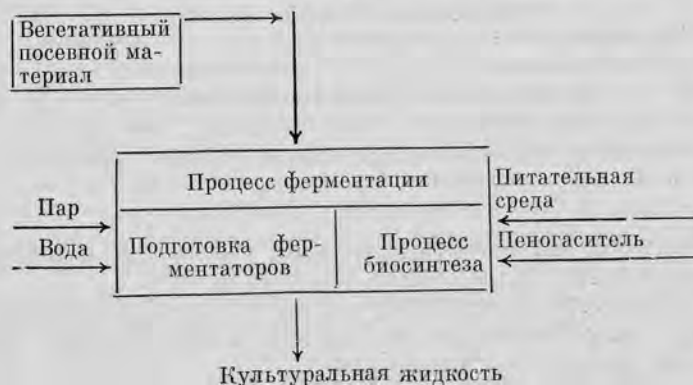 Вегетативный
посевной ма-
териал
Процесс ферментации
Пар
Вода
Подготовка фер-
ментаторов
Процесс
биосинтеза
Питательная
среда
Пеногаситель
Культуральная жидкость